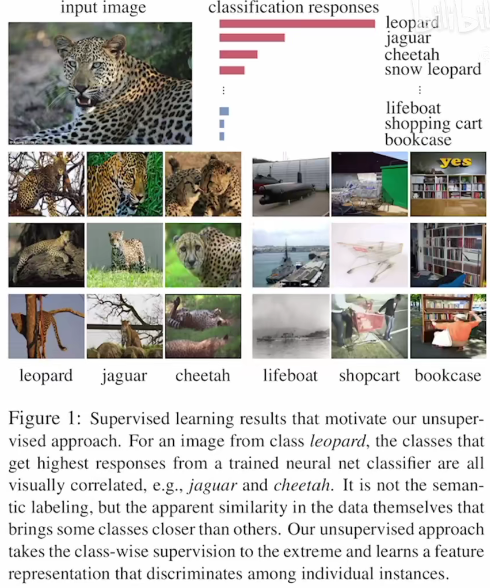 input image
classification responses
leopard
jaguar
cheetah
snow leopard
lifeboat
shopping cart
bookcase
yes
leopard jaguar cheetah lifeboat shopcart bookcase
Figure 1: Supervised learning results that motivate our unsuper-
vised approach. For an image from class leopard, the classes that
get highest responses from a trained neural net classifier are all
visually correlated, e.g., jaguar and cheetah. It is not the seman-
tic labeling, but the apparent similarity in the data themselves that
brings some classes closer than others. Our unsupervised approach
takes the class-wise supervision to the extreme and learns a feature
representation that discriminates among individual instances.